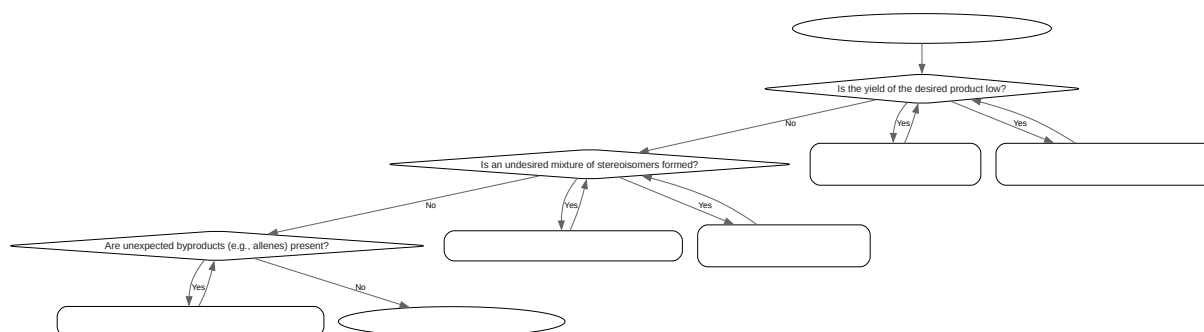 Is the yield of the desired product low?
No
Yes
Yes
Is an undesired mixture of stereoisomers formed?
No
Yes
Yes
Are unexpected byproducts (e.g., allenes) present?
Yes
No